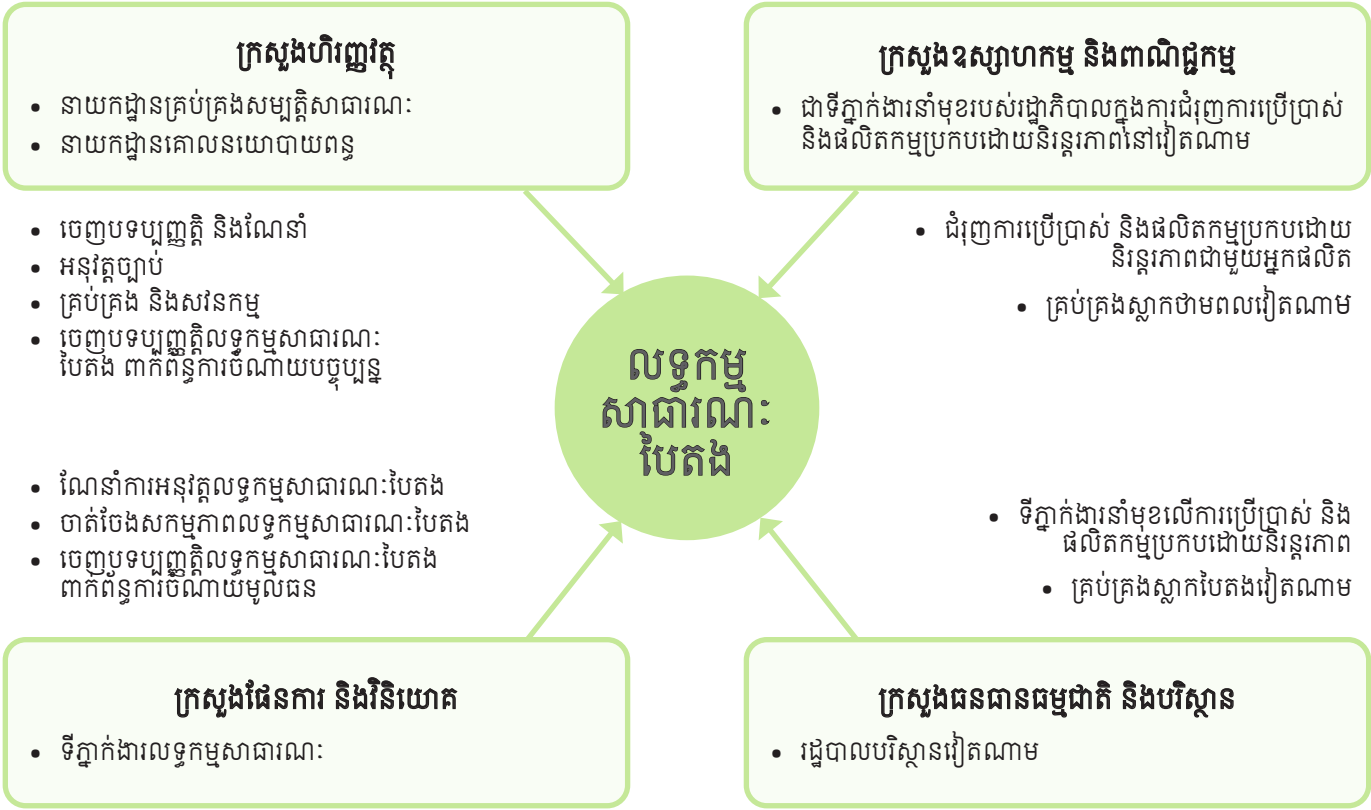 ក្រសួងហិរញ្ញវត្ថុ
• នាយកដ្ឋានគ្រប់គ្រងសម្បត្តិសាធារណៈ
• នាយកដ្ឋានគោលនយោបាយពន្ធ
ក្រសួងឧស្សាហកម្ម និងពាណិជ្ជកម្ម
• ជាទីភ្នាក់ងារនាំមុខរបស់រដ្ឋាភិបាលក្នុងការជំរុញការប្រើប្រាស់
និងផលិតកម្មប្រកបដោយនិរន្តរភាពនៅវៀតណាម
• ចេញបទប្បញ្ញត្តិ និងណែនាំ
• អនុវត្តច្បាប់
• គ្រប់គ្រង និងសវនកម្ម
• ចេញបទប្បញ្ញត្តិលទ្ធកម្មសាធារណៈ
បៃតង ពាក់ព័ន្ធការចំណាយបច្ចុប្បន្ន
• ជំរុញការប្រើប្រាស់ និងផលិតកម្មប្រកបដោយ
និរន្តរភាពជាមួយអ្នកផលិត
• គ្រប់គ្រងស្លាកថាមពលវៀតណាម
លទ្ធកម្ម
សាធារណៈ
បៃតង
• ណែនាំការអនុវត្តលទ្ធកម្មសាធារណៈបៃតង
• ចាត់ចែងសកម្មភាពលទ្ធកម្មសាធារណៈបៃតង
• ចេញបទប្បញ្ញត្តិលទ្ធកម្មសាធារណៈបៃតង
ពាក់ព័ន្ធការចំណាយមូលធន
• ទីភ្នាក់ងារនាំមុខលើការប្រើប្រាស់ និង
ផលិតកម្មប្រកបដោយនិរន្តរភាព
• គ្រប់គ្រងស្លាកបៃតងវៀតណាម
ក្រសួងផែនការ និងវិនិយោគ
• ទីភ្នាក់ងារលទ្ធកម្មសាធារណៈ
ក្រសួងធនធានធម្មជាតិ និងបរិស្ថាន
• រដ្ឋបាលបរិស្ថានវៀតណាម